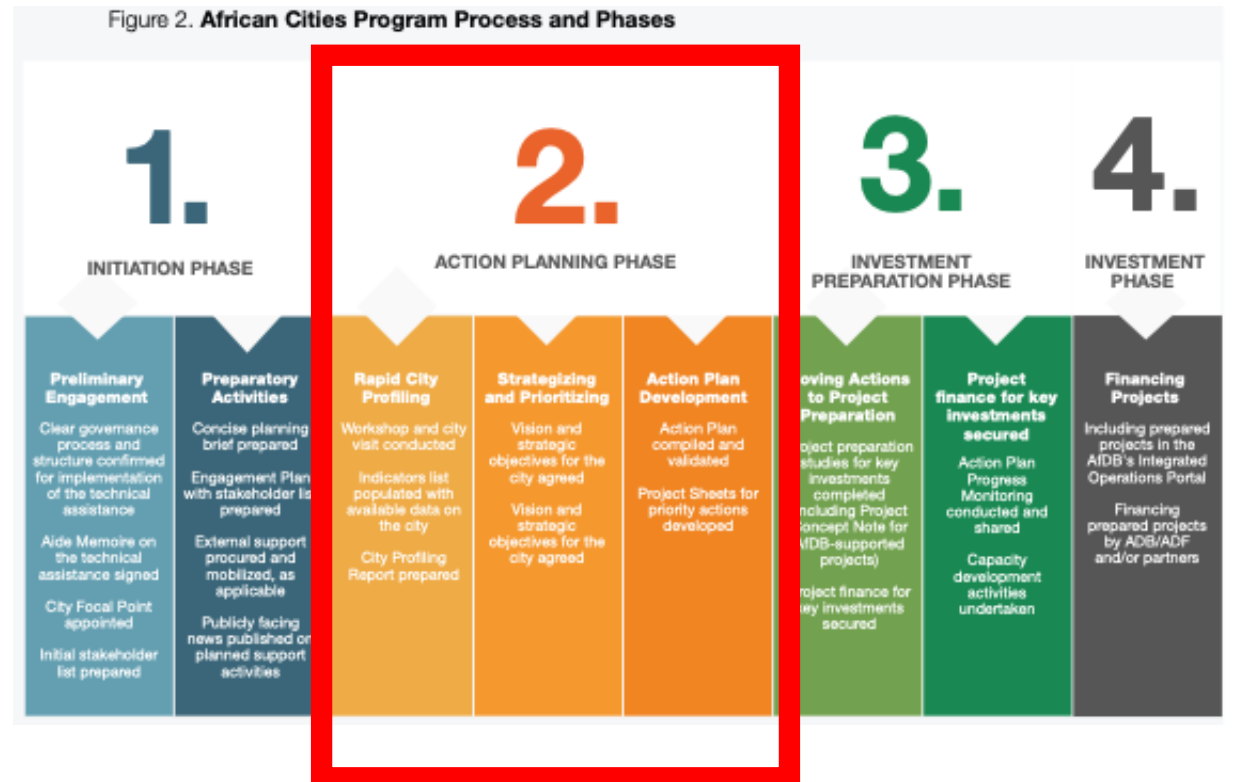 Figure 2. African Cities Program Process and Phases
1.
INITIATION PHASE
2.
ACTION PLANNING PHASE
3.
INVESTMENT
PREPARATION PHASE
4.
INVESTMENT
PHASE
Preliminary
Engagement
Clear governance
process and
structure confirmed
for implementation
of the technical
assistance
Aide Memoire on
the technical
assistance signed
City Focal Point
appointed
Initial stakeholder
list prepared
Preparatory
Activities
Concise planning
brief prepared
Engagement Plan
with stakeholder lis
prepared
External support
procured and
mobilized, as
applicable
Publicly facing
news published on
planned support
activities
Rapid City
Profiling
Workshop and city
visit conducted
Indicators list
populated with
available data on
the city
City Profiling
Report prepared
Strategizing
and Prioritizing
Vision and
strategic
objectives for the
city agreed
Vision and
strategic
objectives for the
city agreed
Action Plan
Development
Action Plan
compiled and
validated
Project Sheets for
priority actions
developed
oving Actions
to Project
Preparation
oject preparation
studies for key
investments
completed
ncluding Project
oncept Note for
fDB-supported
projects)
roject finance for
ey investments
secured
Project
finance for key
investments
secured
Action Plan
Progress
Monitoring
conducted and
shared
Capacity
development
activities
undertaken
Financing
Projects
Including prepared
projects in the
AfDB's Integrated
Operations Portal
Financing
prepared projects
by ADB/ADF
and/or partners